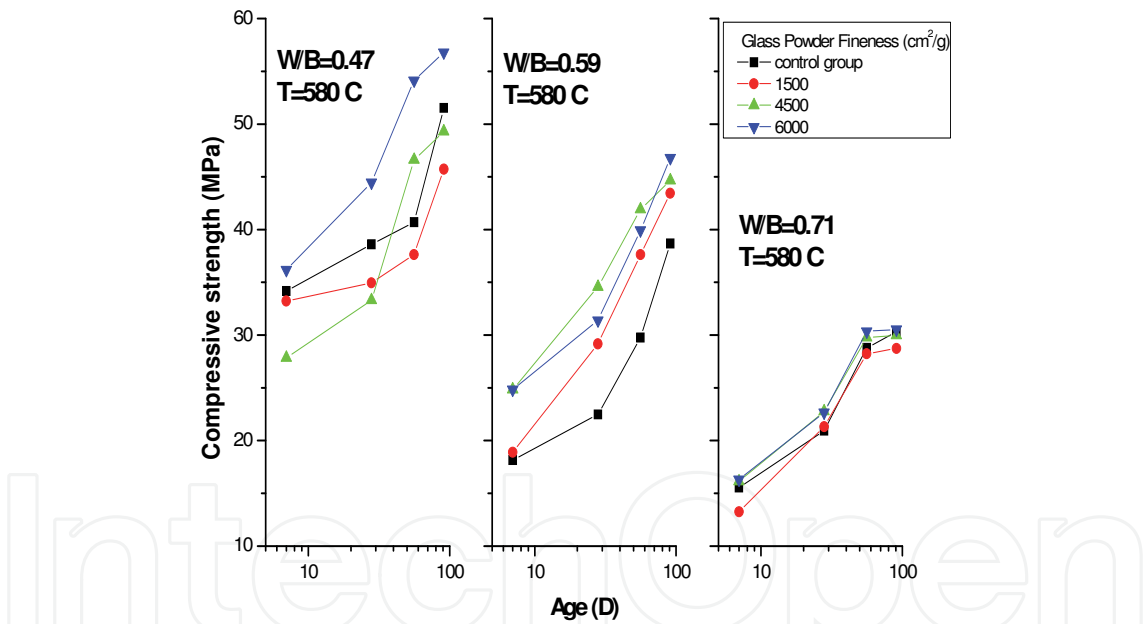 60
50
40
30
20
10
Compressive strength (MPa)
W/B=0.47
T=580 C
W/B=0.59
T=580 C
Glass Powder Fineness (cm²/g)
control group
1500
4500
6000
W/B=0.71
T=580 C
10 100 10 100 10 100
Age (D)
IntechOpen